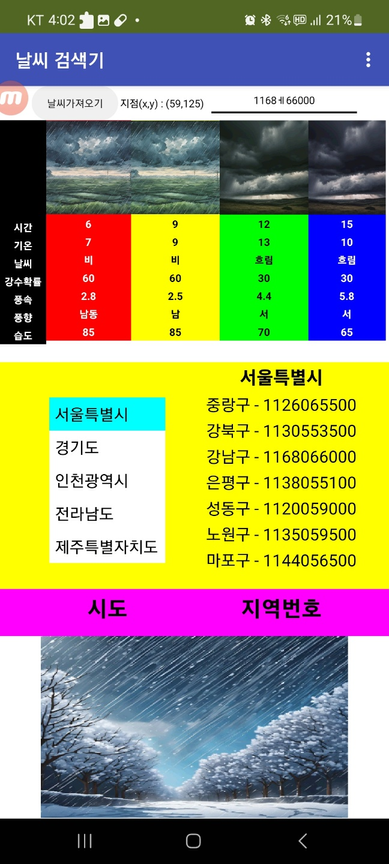 KT 4:02 HD 21%
날씨 검색기
m 날씨가져오기 지점(x,y) : (59,125) 1168ㅔ66000
시간 6 9 12 15
기온 7 9 13 10
날씨 비 비 흐림 흐림
강수확률 60 60 30 30
풍속 2.8 2.5 4.4 5.8
풍향 남동 남 서 서
습도 85 85 70 65
서울특별시
경기도
인천광역시
전라남도
제주특별자치도
서울특별시
중랑구 - 1126065500
강북구 - 1130553500
강남구 - 1168066000
은평구 - 1138055100
성동구 - 1120059000
노원구 - 1135059500
마포구 - 1144056500
시도 지역번호